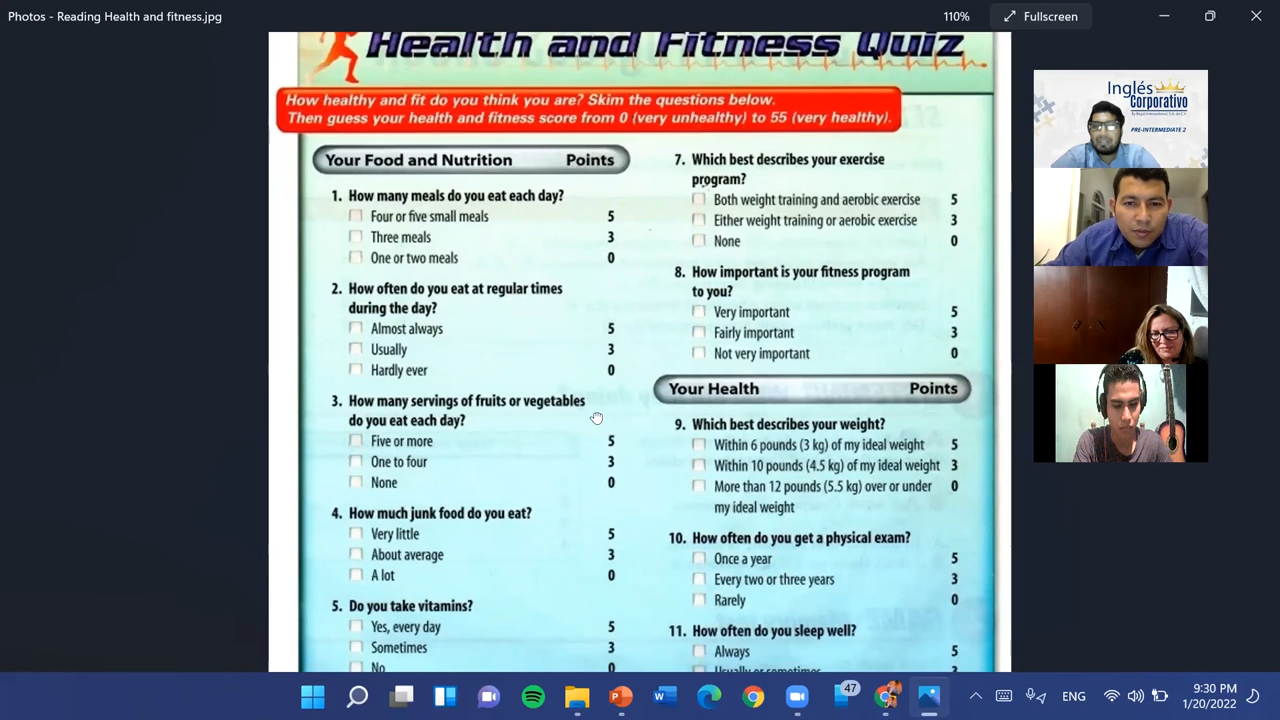 Photos - Reading Health and fitness.jpg
110%
Fullscreen
Health and Fitness Quiz
How healthy and fit do you think you are? Skim the questions below.
Then guess your health and fitness score from 0 (very unhealthy) to 55 (very healthy).
Your Food and Nutrition Points
1. How many meals do you eat each day?
Four or five small meals 5
Three meals 3
One or two meals 0
2. How often do you eat at regular times
during the day?
Almost always 5
Usually 3
Hardly ever 0
3. How many servings of fruits or vegetables
do you eat each day?
Five or more 5
One to four 3
None 0
4. How much junk food do you eat?
Very little 5
About average 3
A lot 0
5. Do you take vitamins?
Yes, every day 5
Sometimes 3
No 0
7. Which best describes your exercise
program?
Both weight training and aerobic exercise 5
Either weight training or aerobic exercise 3
None 0
8. How important is your fitness program
to you?
Very important 5
Fairly important 3
Not very important 0
Your Health Points
9. Which best describes your weight?
Within 6 pounds (3 kg) of my ideal weight 5
Within 10 pounds (4.5 kg) of my ideal weight 3
More than 12 pounds (5.5 kg) over or under 0
my ideal weight
10. How often do you get a physical exam?
Once a year 5
Every two or three years 3
Rarely 0
11. How often do you sleep well?
Always 5
Usually or sometimes 3
Inglés
Corporativo
PRE-INTERMEDIATE 2
47
ENG
9:30 PM
1/20/2022